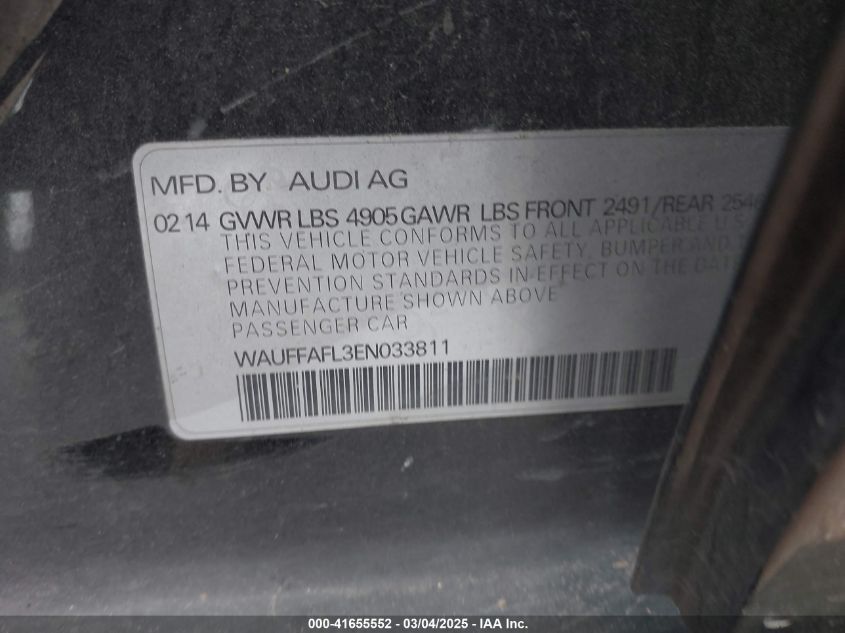 MFD. BY AUDI AG
02 14 GVWR LBS 4905 GAWR LBS FRONT 2491/REAR
THIS VEHICLE CONFORMS TO ALL APPLICABLE U.S.
FEDERAL MOTOR VEHICLE SAFETY, BUMPER AND
PREVENTION STANDARDS IN EFFECT ON THE DATE
MANUFACTURE SHOWN ABOVE
PASSENGER CAR
WAUFFAFL3EN033811
000-41655552 — 03/04/2025 - IAA Inc.